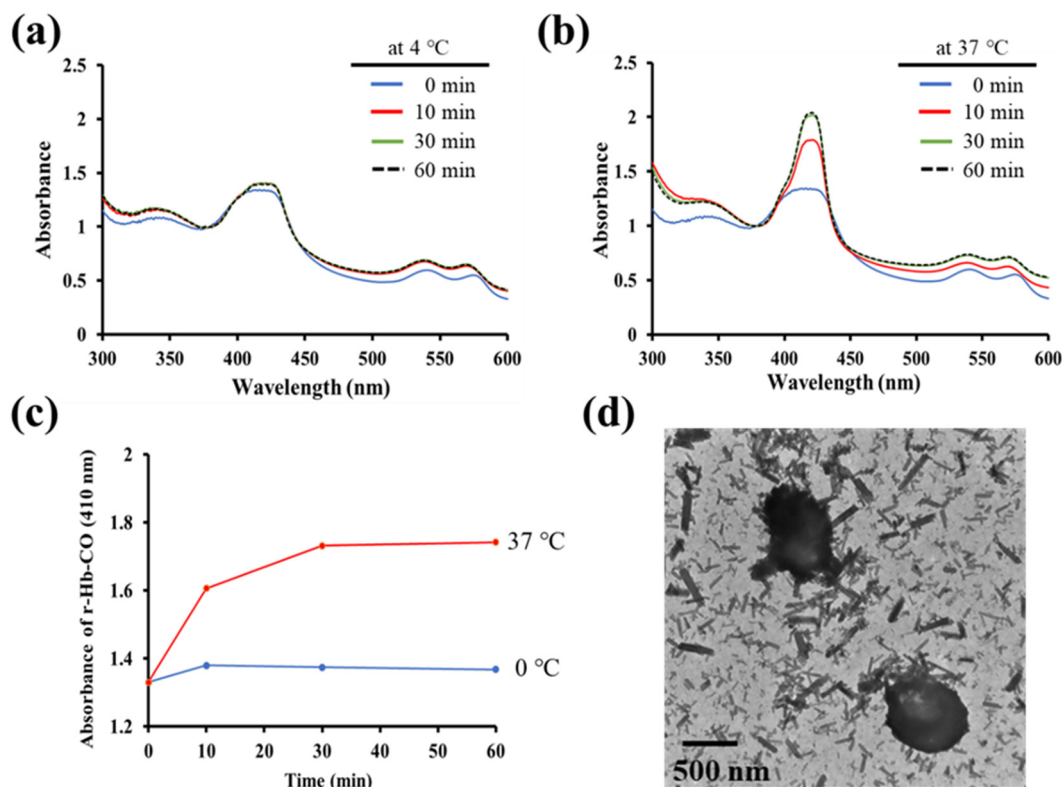 (a)
at 4 °C
0 min
10 min
30 min
60 min
Absorbance
2.5
2
1.5
1
0.5
0
300 350 400 450 500 550 600
Wavelength (nm)
(b)
at 37 °C
0 min
10 min
30 min
60 min
Absorbance
2.5
2
1.5
1
0.5
0
300 350 400 450 500 550 600
Wavelength (nm)
(c)
Absorbance of r-Hb-CO (410 nm)
2
1.8
1.6
1.4
1.2
37 °C
0 °C
0 10 20 30 40 50 60
Time (min)
(d)
500 nm